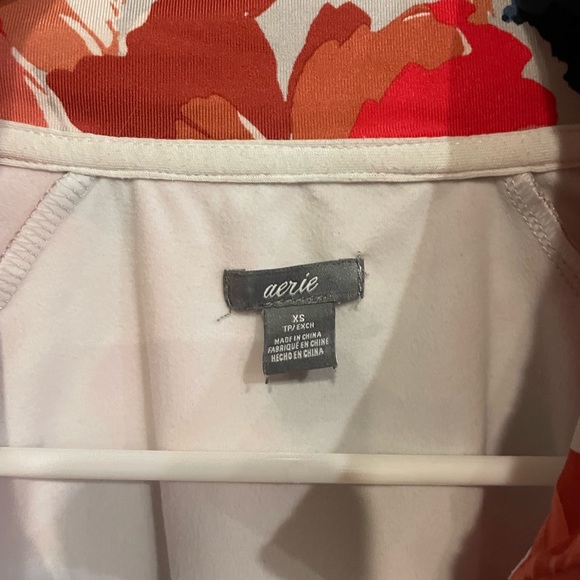 aerie
XS
TP/EXCH
MADE IN CHINA
FABRIQUÉ EN CHINE
HECHO EN CHINA